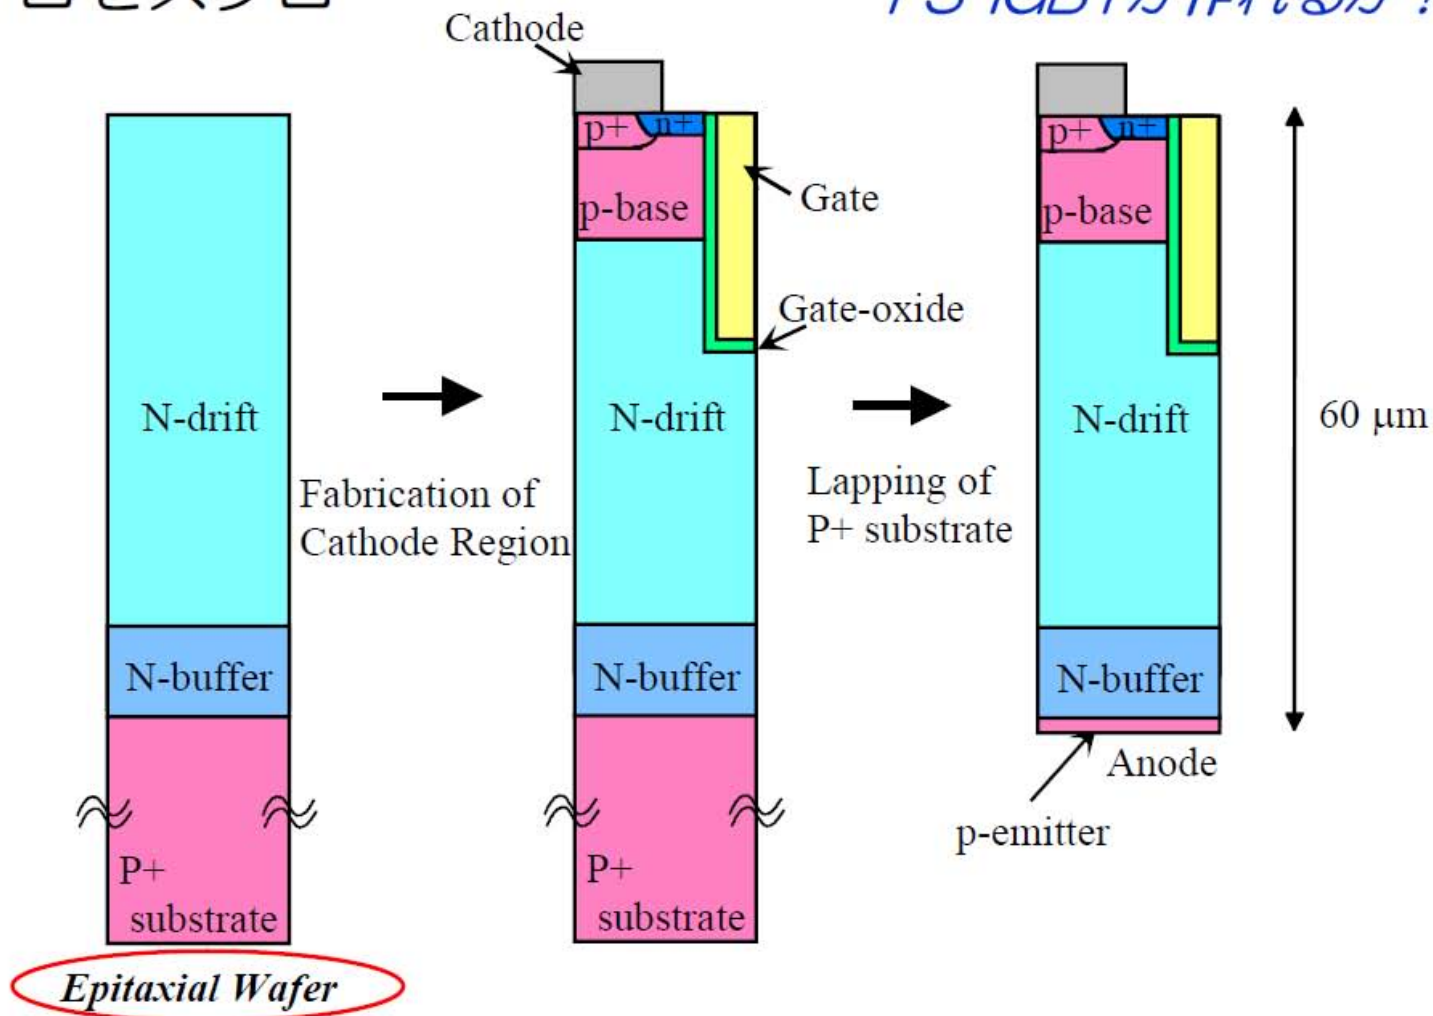 Cathode
p+
n+
p-base
Gate
Gate-oxide
N-drift
Fabrication of
Cathode Region
N-buffer
P+
substrate
Epitaxial Wafer
N-drift
N-buffer
P+
substrate
Lapping of
P+ substrate
p+
n+
p-base
N-drift
N-buffer
60 μm
Anode
p-emitter